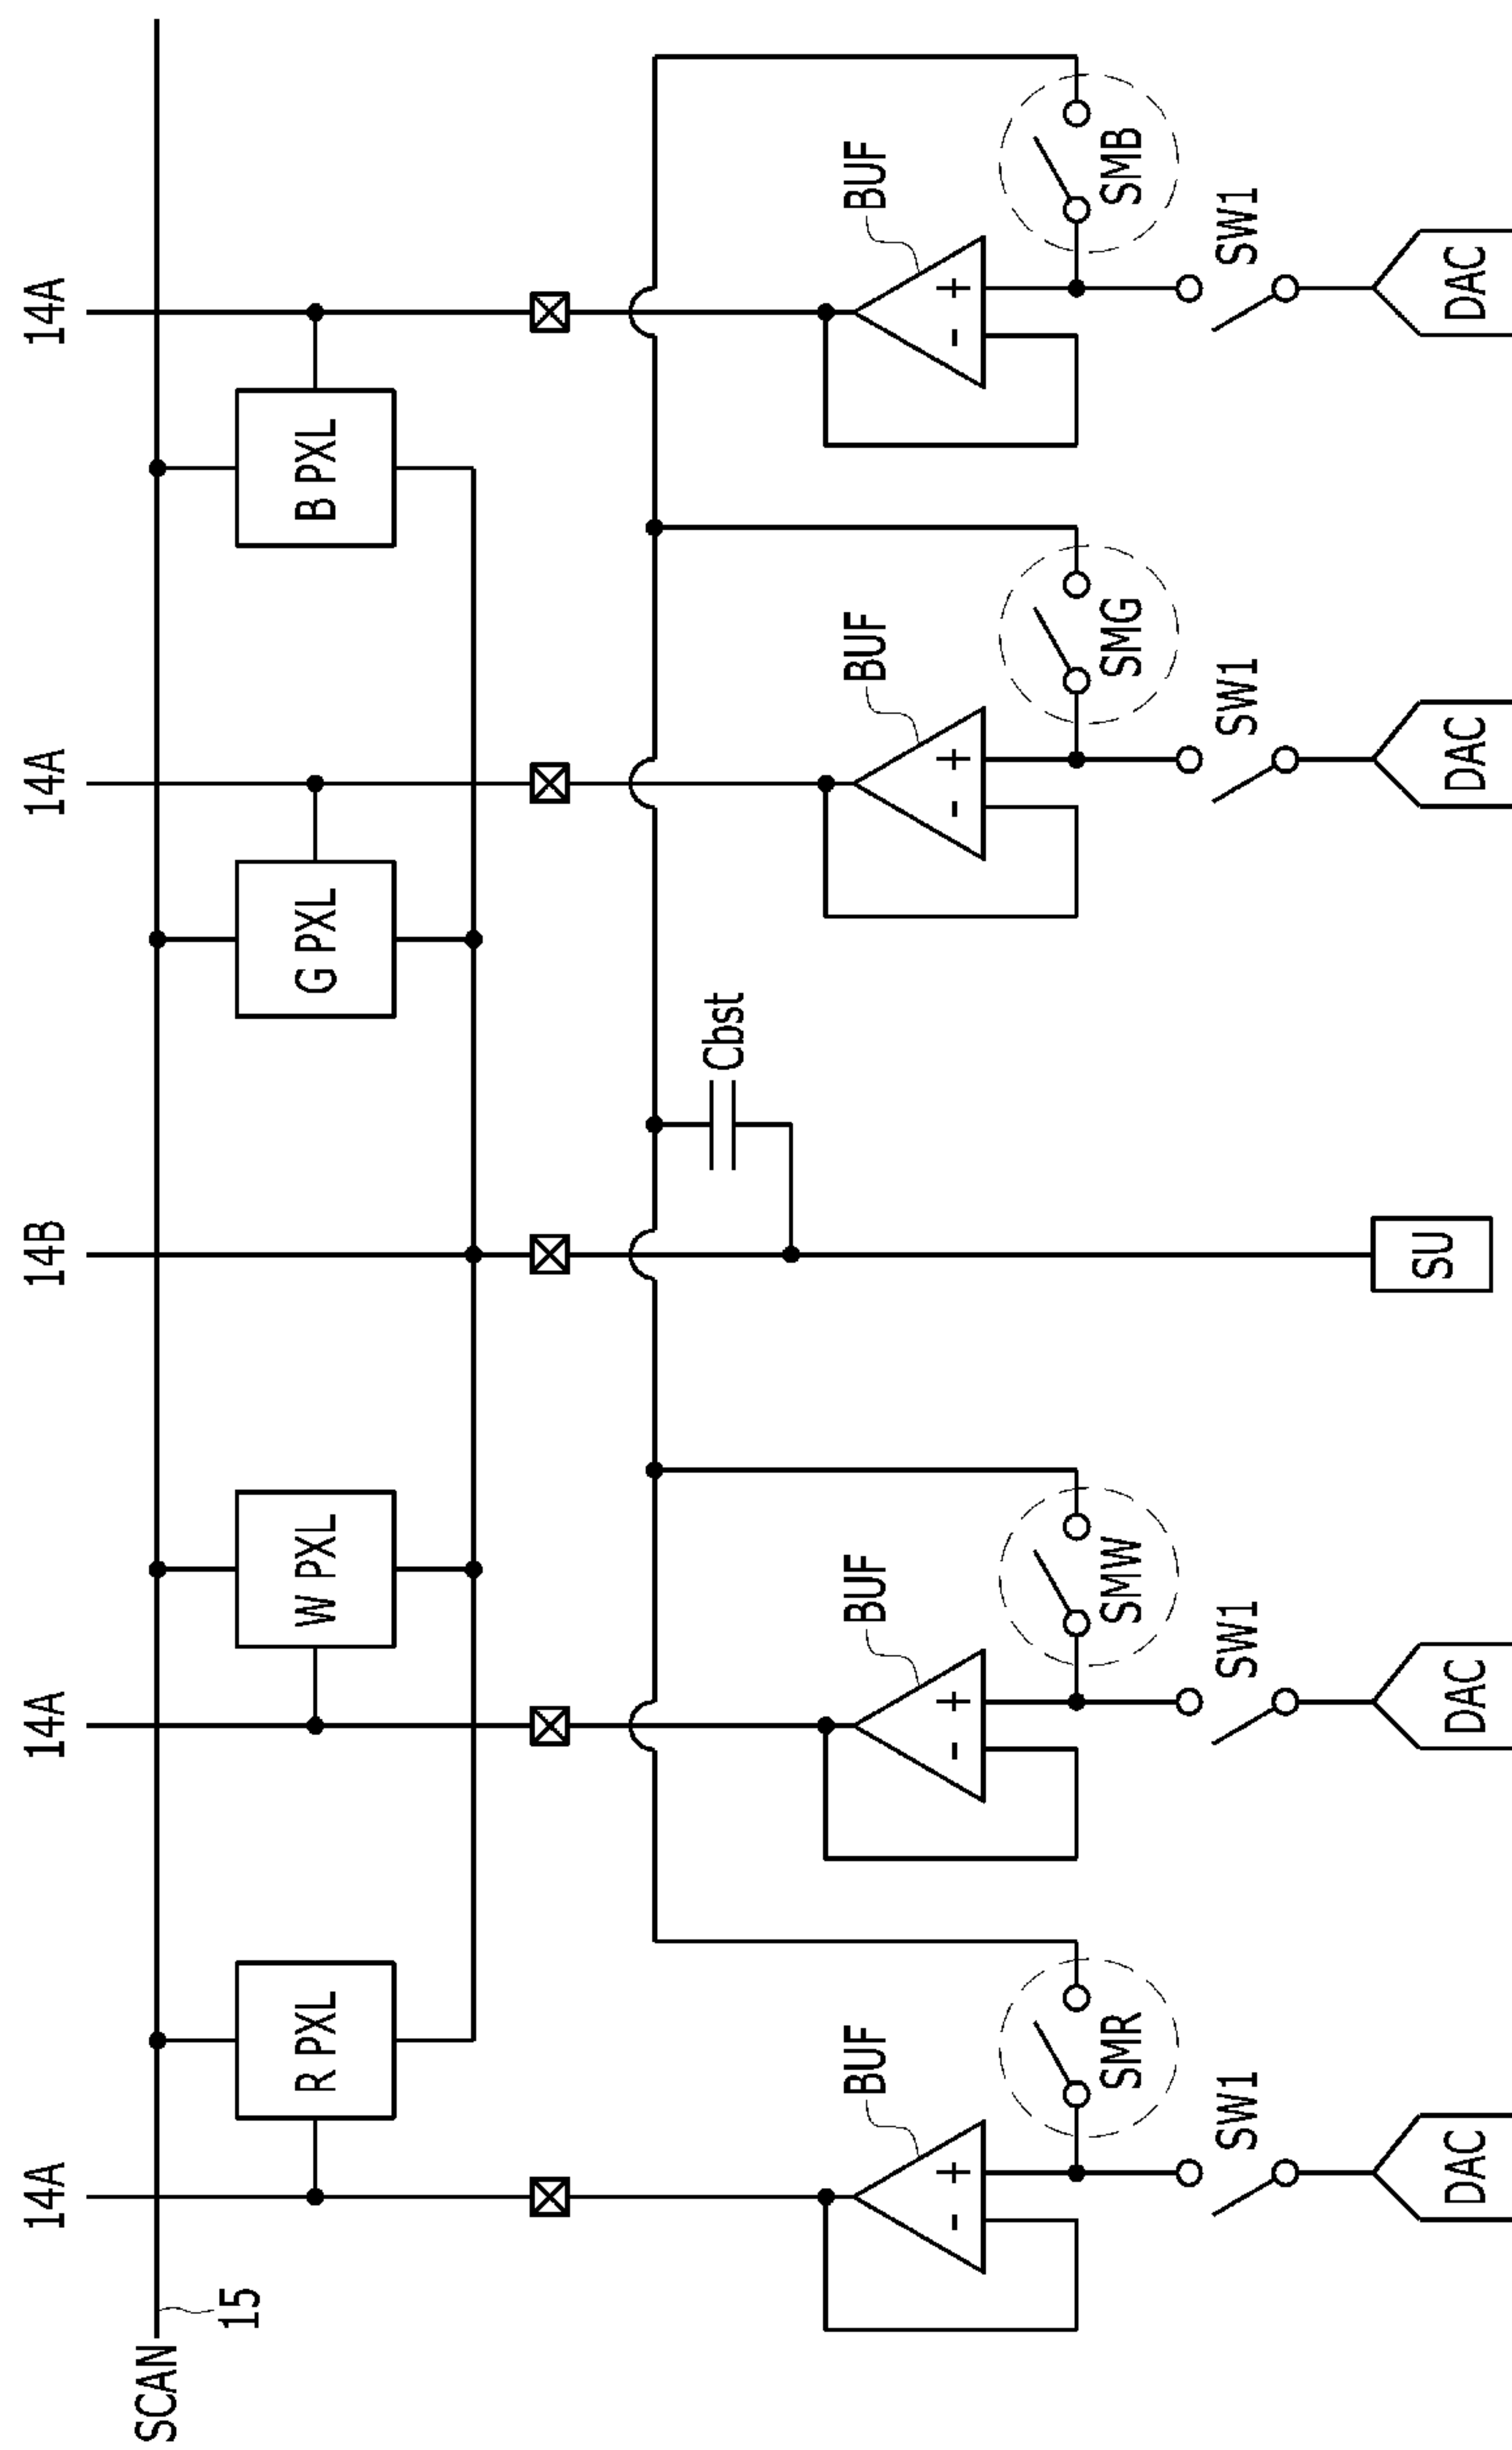 14A 14A 14B 14A 14A
SCAN
15
R PXL W PXL G PXL B PXL
Cbst
BUF BUF BUF BUF
+ - + - + - + -
SMR SMW SMG SMB
SW1 SW1 SW1 SW1
DAC DAC SU DAC DAC